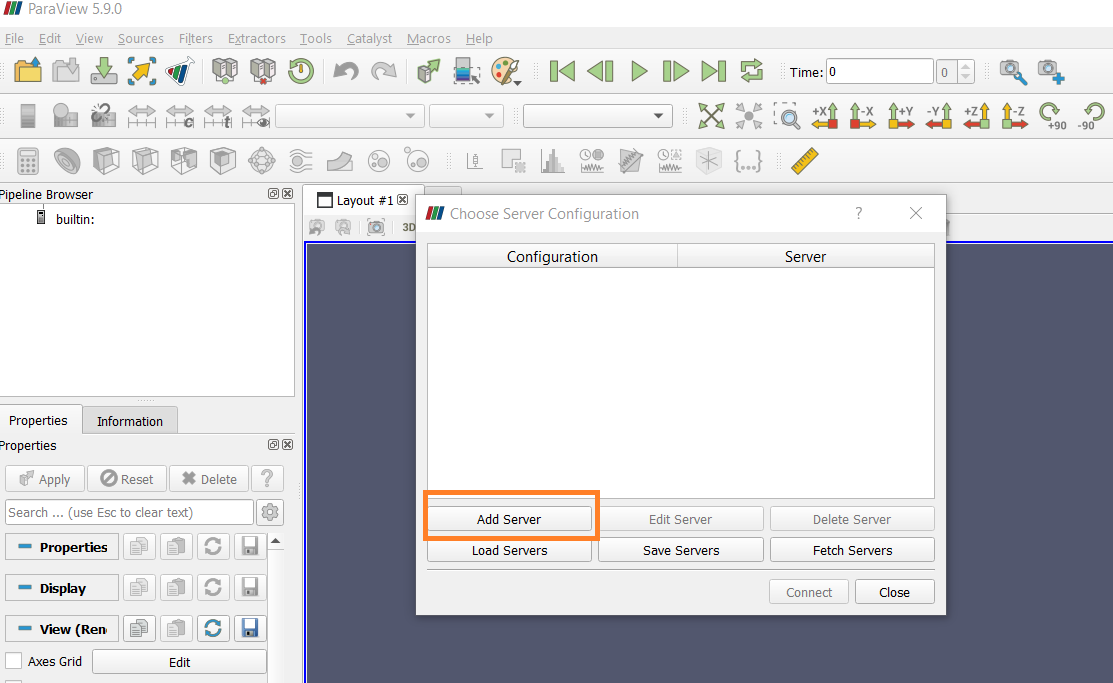 ParaView 5.9.0
File Edit View Sources Filters Extractors Tools Catalyst Macros Help
Time: 0 0
c t +X -X +Y -Y +Z -Z +90 -90
{...}
Pipeline Browser
builtin:
Layout #1
3D
Choose Server Configuration ?
Configuration Server
Add Server Edit Server Delete Server
Load Servers Save Servers Fetch Servers
Connect Close
Properties Information
Properties
Apply Reset Delete ?
Search ... (use Esc to clear text)
Properties
Display
View (Ren
Axes Grid Edit